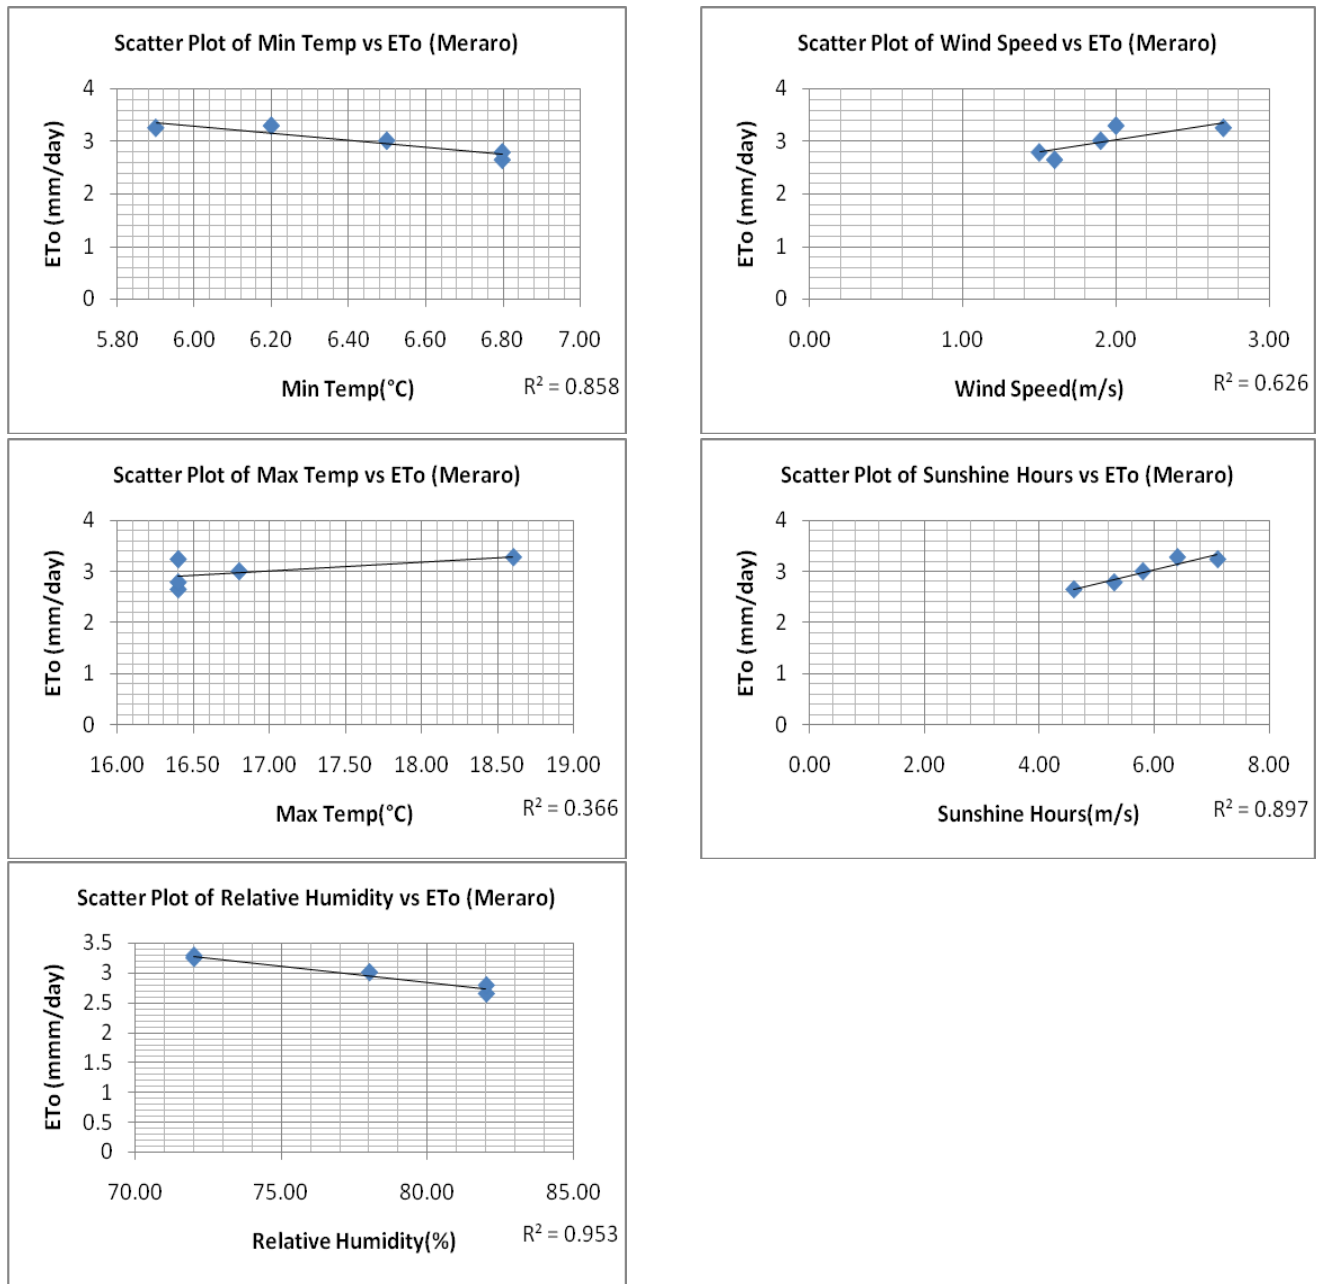 Scatter Plot of Min Temp vs ETo (Meraro)
ETo (mm/day)
4
3
2
1
0
5.80 6.00 6.20 6.40 6.60 6.80 7.00
Min Temp(°C)
R² = 0.858
Scatter Plot of Wind Speed vs ETo (Meraro)
ETo (mm/day)
4
3
2
1
0
0.00 1.00 2.00 3.00
Wind Speed(m/s)
R² = 0.626
Scatter Plot of Max Temp vs ETo (Meraro)
ETo (mm/day)
4
3
2
1
0
16.00 16.50 17.00 17.50 18.00 18.50 19.00
Max Temp(°C)
R² = 0.366
Scatter Plot of Sunshine Hours vs ETo (Meraro)
ETo (mm/day)
4
3
2
1
0
0.00 2.00 4.00 6.00 8.00
Sunshine Hours(m/s)
R² = 0.897
Scatter Plot of Relative Humidity vs ETo (Meraro)
ETo (mmm/day)
3.5
3
2.5
2
1.5
1
0.5
0
70.00 75.00 80.00 85.00
Relative Humidity(%)
R² = 0.953